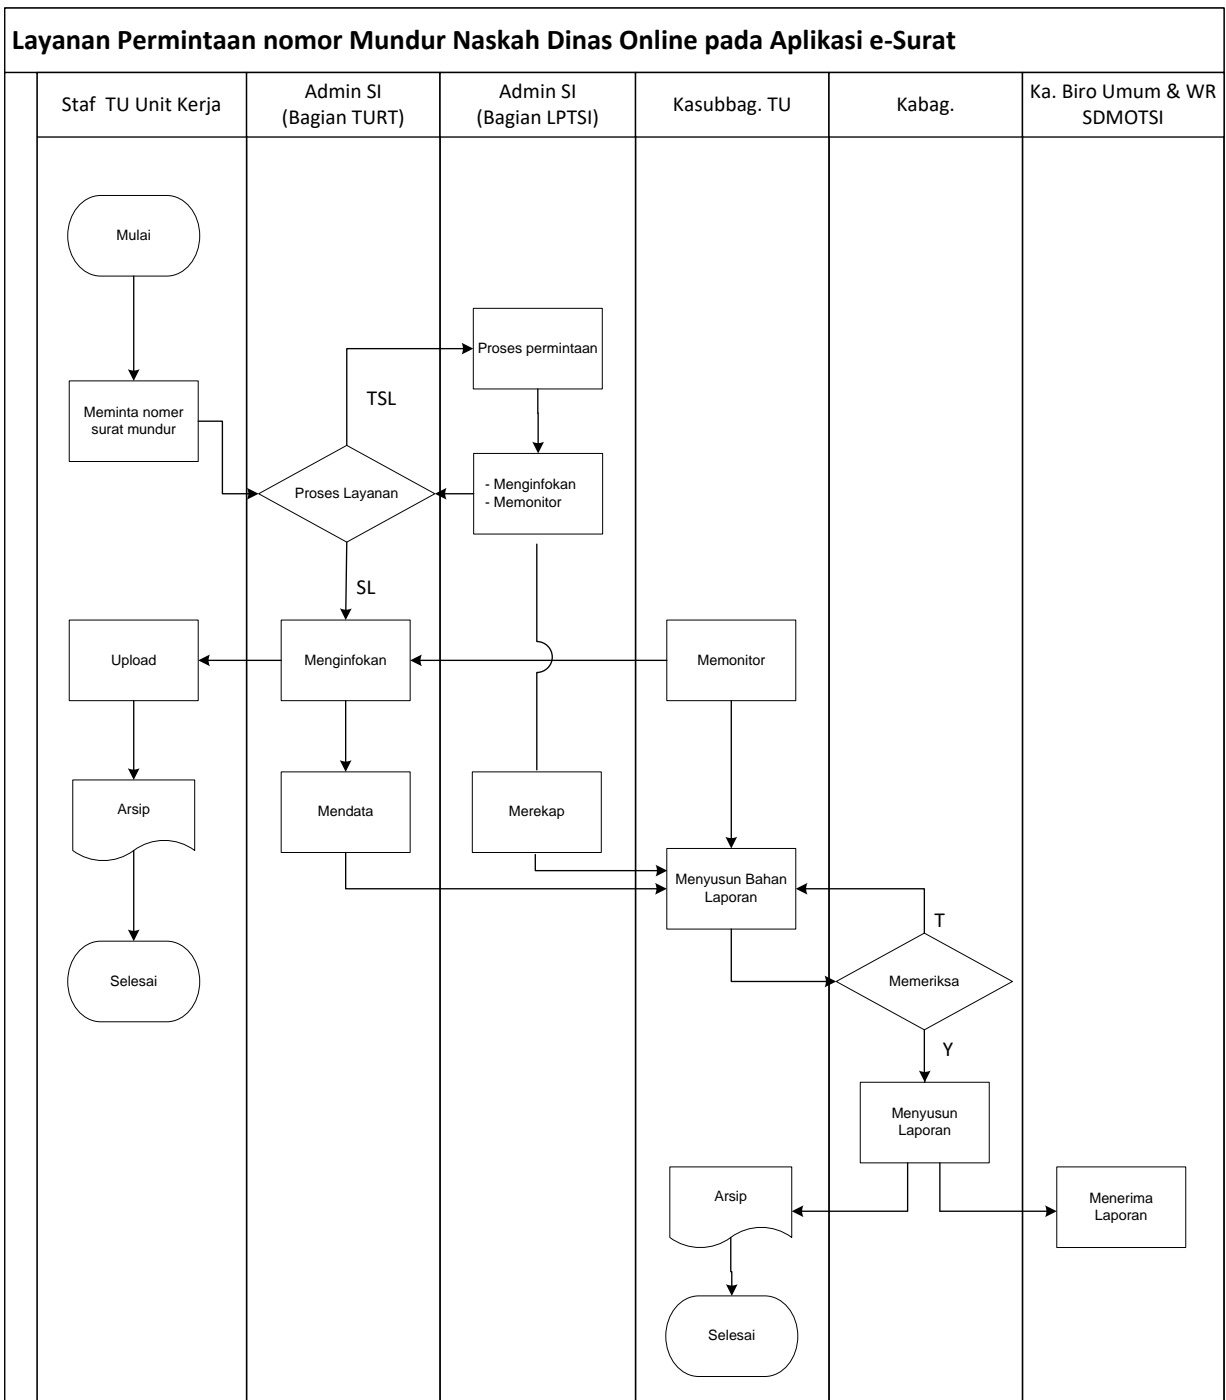 Layanan Permintaan nomor Mundur Naskah Dinas Online pada Aplikasi e-Surat
Staf TU Unit Kerja
Admin SI
(Bagian TURT)
Admin SI
(Bagian LPTSI)
Kasubbag. TU
Kabag.
Ka. Biro Umum & WR
SDMOTSI
Mulai
Proses permintaan
TSL
Meminta nomer
surat mundur
Proses Layanan
- Menginfokan
- Memonitor
SL
Upload
Menginfokan
Memonitor
Arsip
Mendata
Merekap
Menyusun Bahan
Laporan
T
Selesai
Memeriksa
Y
Menyusun
Laporan
Arsip
Menerima
Laporan
Selesai